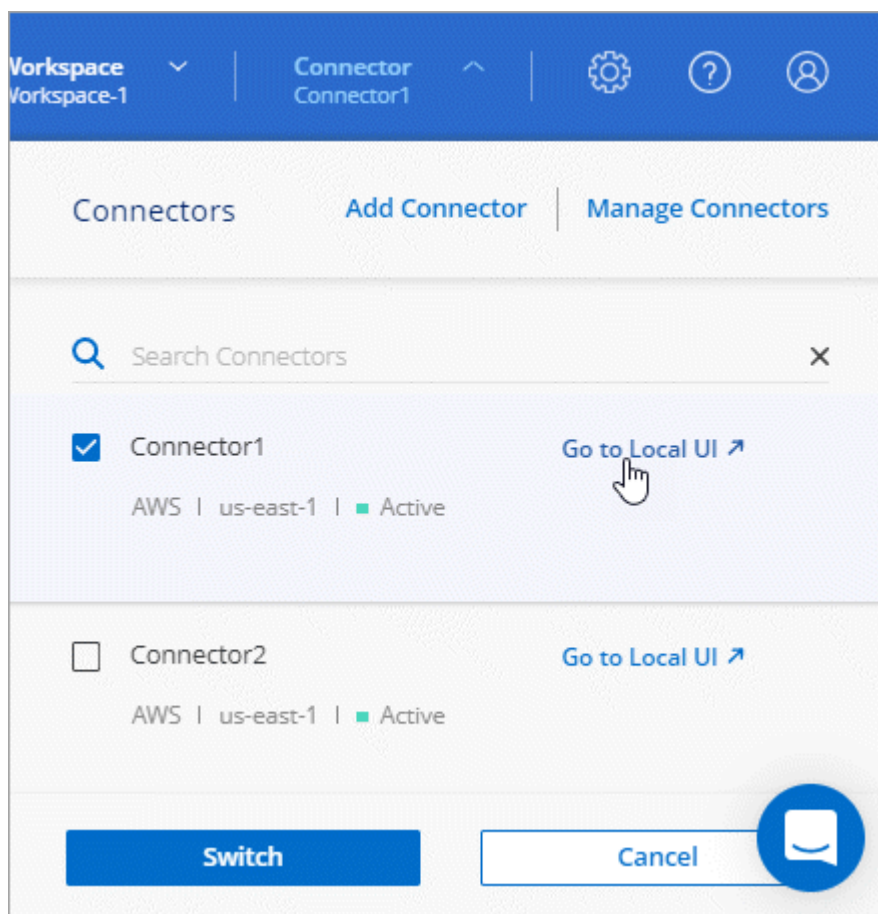 Workspace
Workspace-1
Connector
Connector1
Connectors
Add Connector
Manage Connectors
Search Connectors
Connector1
Go to Local UI
AWS | us-east-1 | Active
Connector2
Go to Local UI
AWS | us-east-1 | Active
Switch
Cancel